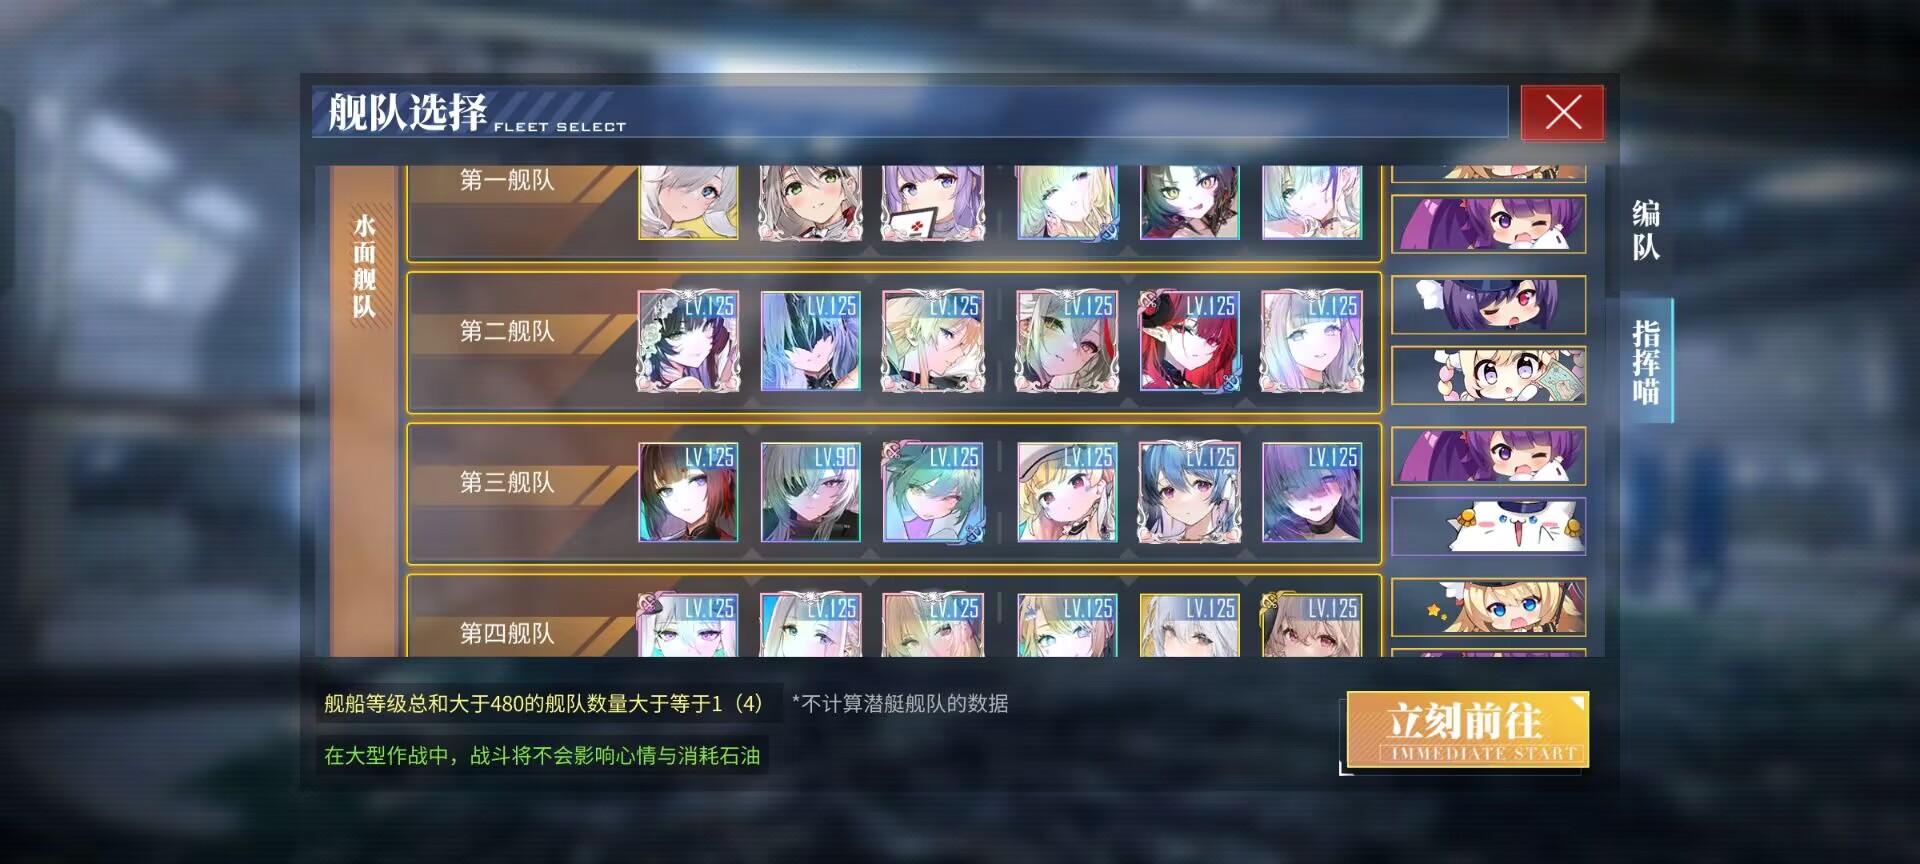 舰队选择 FLEET SELECT
水面舰队
第一舰队
第二舰队
LV.125 LV.125 LV.125 LV.125 LV.125 LV.125
第三舰队
LV.125 LV.90 LV.125 LV.125 LV.125 LV.125
第四舰队
LV.125 LV.125 LV.125 LV.125 LV.125 LV.125
编队
指挥喵
舰船等级总和大于480的舰队数量大于等于1（4） *不计算潜艇舰队的数据
在大型作战中，战斗将不会影响心情与消耗石油
立刻前往
IMMEDIATE START